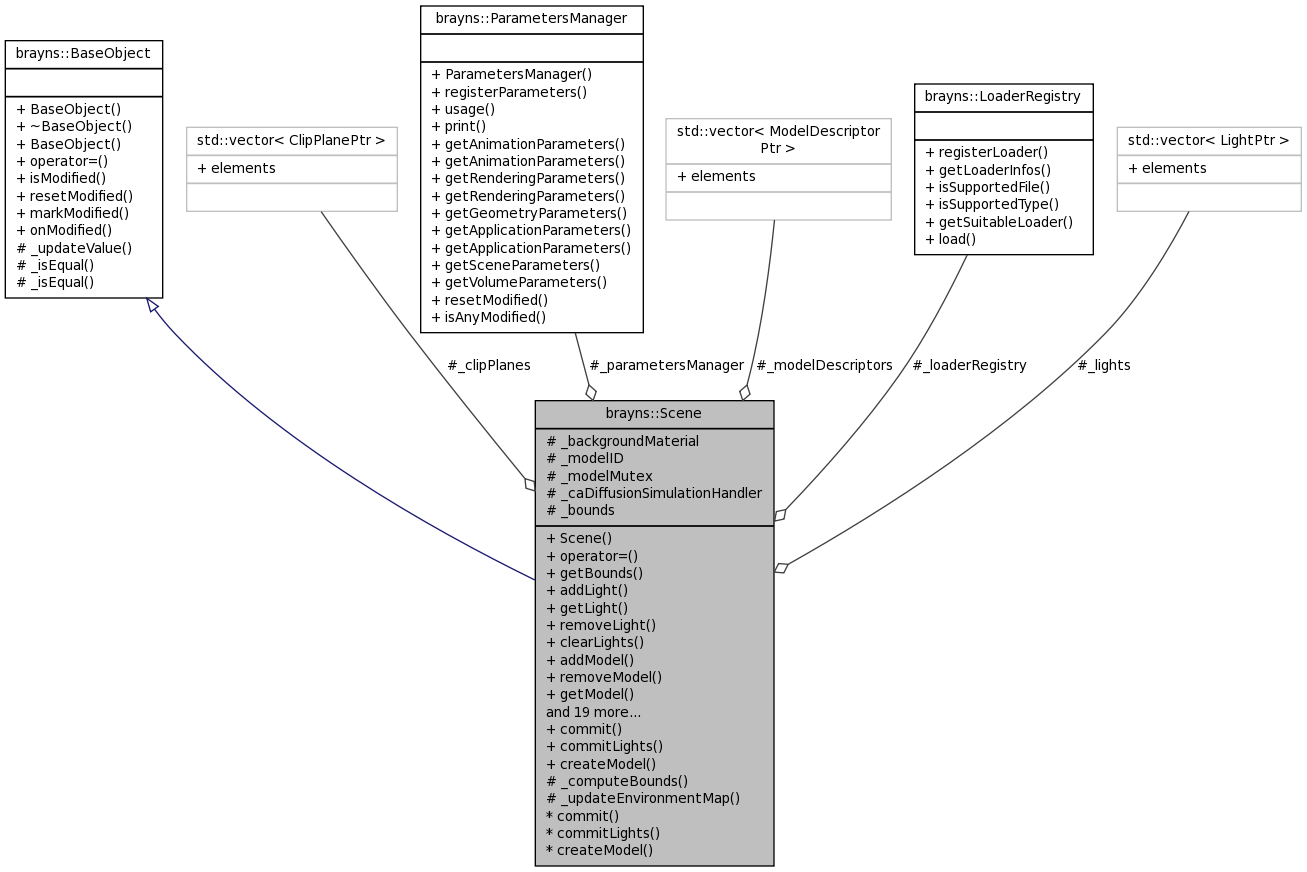 brayns::BaseObject
+ BaseObject()
+ ~BaseObject()
+ BaseObject()
+ operator=()
+ isModified()
+ resetModified()
+ markModified()
+ onModified()
# _updateValue()
# _isEqual()
# _isEqual()
std::vector< ClipPlanePtr >
+ elements
brayns::ParametersManager
+ ParametersManager()
+ registerParameters()
+ usage()
+ print()
+ getAnimationParameters()
+ getAnimationParameters()
+ getRenderingParameters()
+ getRenderingParameters()
+ getGeometryParameters()
+ getApplicationParameters()
+ getApplicationParameters()
+ getSceneParameters()
+ getVolumeParameters()
+ resetModified()
+ isAnyModified()
std::vector< ModelDescriptor
Ptr >
+ elements
brayns::LoaderRegistry
+ registerLoader()
+ getLoaderInfos()
+ isSupportedFile()
+ isSupportedType()
+ getSuitableLoader()
+ load()
std::vector< LightPtr >
+ elements
#_clipPlanes
#_parametersManager
#_modelDescriptors
#_loaderRegistry
#_lights
brayns::Scene
# _backgroundMaterial
# _modelID
# _modelMutex
# _caDiffusionSimulationHandler
# _bounds
+ Scene()
+ operator=()
+ getBounds()
+ addLight()
+ getLight()
+ removeLight()
+ clearLights()
+ addModel()
+ removeModel()
+ getModel()
and 19 more...
+ commit()
+ commitLights()
+ createModel()
# _computeBounds()
# _updateEnvironmentMap()
* commit()
* commitLights()
* createModel()